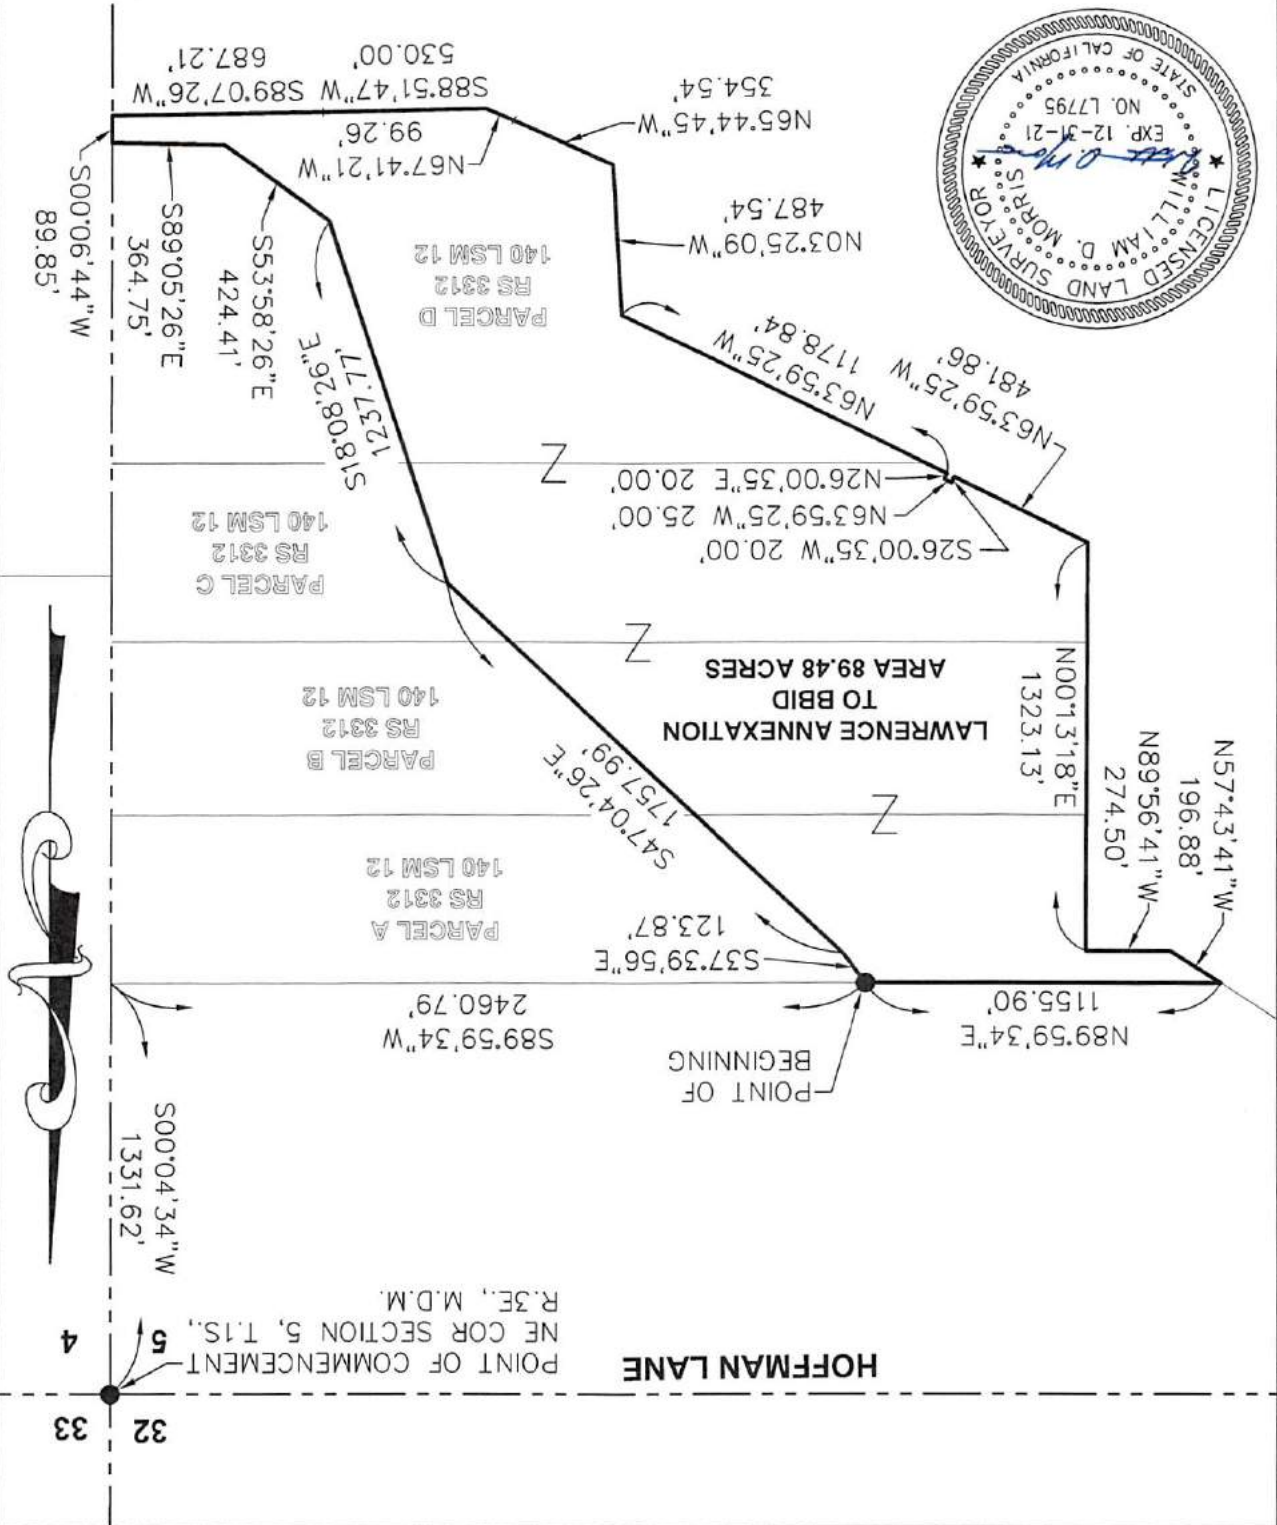 32
33
5
4
HOFFMAN LANE
POINT OF COMMENCEMENT
NE COR SECTION 5, T.1S.,
R.3E., M.D.M.
S00°04'34"W
1331.62'
POINT OF
BEGINNING
N89°59'34"E
1155.90'
S89°59'34"W
2460.79'
S37°39'56"E
123.87'
PARCEL A
RS 3312
140 LSM 12
N57°43'41"W
196.88'
N89°56'41"W
274.50'
N00°13'18"E
1323.13'
S47°04'26"E
1757.99'
PARCEL B
RS 3312
140 LSM 12
LAWRENCE ANNEXATION
TO BBID
AREA 89.48 ACRES
PARCEL C
RS 3312
140 LSM 12
S26°00'35"W 20.00'
N63°59'25"W 25.00'
N26°00'35"E 20.00'
N63°59'25"W
481.86'
N63°59'25"W
1178.84'
S18°08'26"E
1237.77'
PARCEL D
RS 3312
140 LSM 12
N03°25'09"W
487.54'
S53°58'26"E
424.41'
S89°05'26"E
364.75'
S00°06'44"W
89.85'
N65°44'45"W
354.54'
N67°41'21"W
99.26'
S88°51'47"W
530.00'
S89°07'26"W
687.21'
LICENSED LAND SURVEYOR
WILLIAM D. MORRIS
EXP. 12-31-21
NO. L7795
STATE OF CALIFORNIA